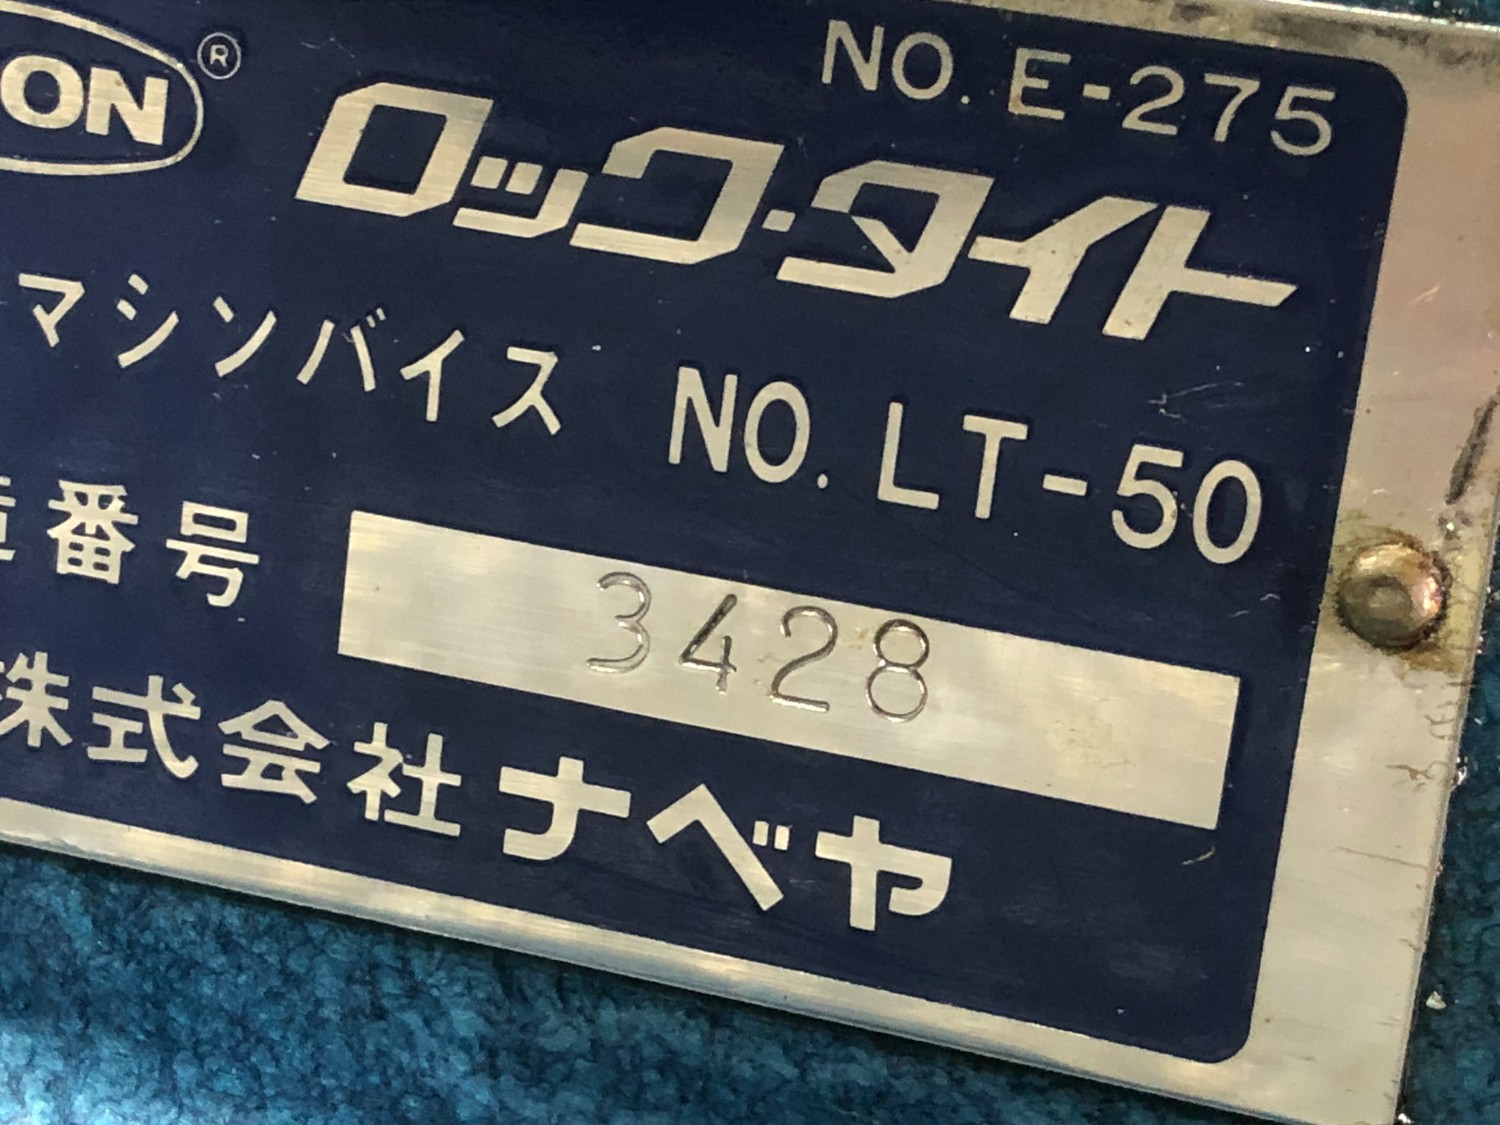 NO. E-275
ON®
ロック・タイト
マシンバイス NO. LT-50
番号 3428
株式会社ナベヤ